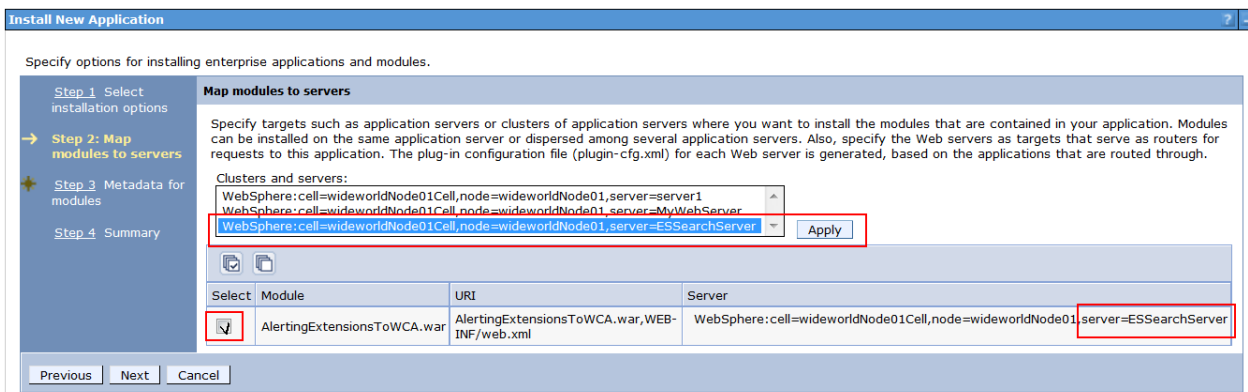 Install New Application
?
Specify options for installing enterprise applications and modules.
Step 1 Select
installation options
Step 2: Map
modules to servers
Step 3 Metadata for
modules
Step 4 Summary
Map modules to servers
Specify targets such as application servers or clusters of application servers where you want to install the modules that are contained in your application. Modules
can be installed on the same application server or dispersed among several application servers. Also, specify the Web servers as targets that serve as routers for
requests to this application. The plug-in configuration file (plugin-cfg.xml) for each Web server is generated, based on the applications that are routed through.
Clusters and servers:
WebSphere:cell=wideworldNode01Cell,node=wideworldNode01,server=server1
WebSphere:cell=wideworldNode01Cell,node=wideworldNode01,server=MyWebServer
WebSphere:cell=wideworldNode01Cell,node=wideworldNode01,server=ESSearchServer
Apply
Select Module URI Server
AlertingExtensionsToWCA.war AlertingExtensionsToWCA.war,WEB-
INF/web.xml
WebSphere:cell=wideworldNode01Cell,node=wideworldNode01,server=ESSearchServer
Previous Next Cancel